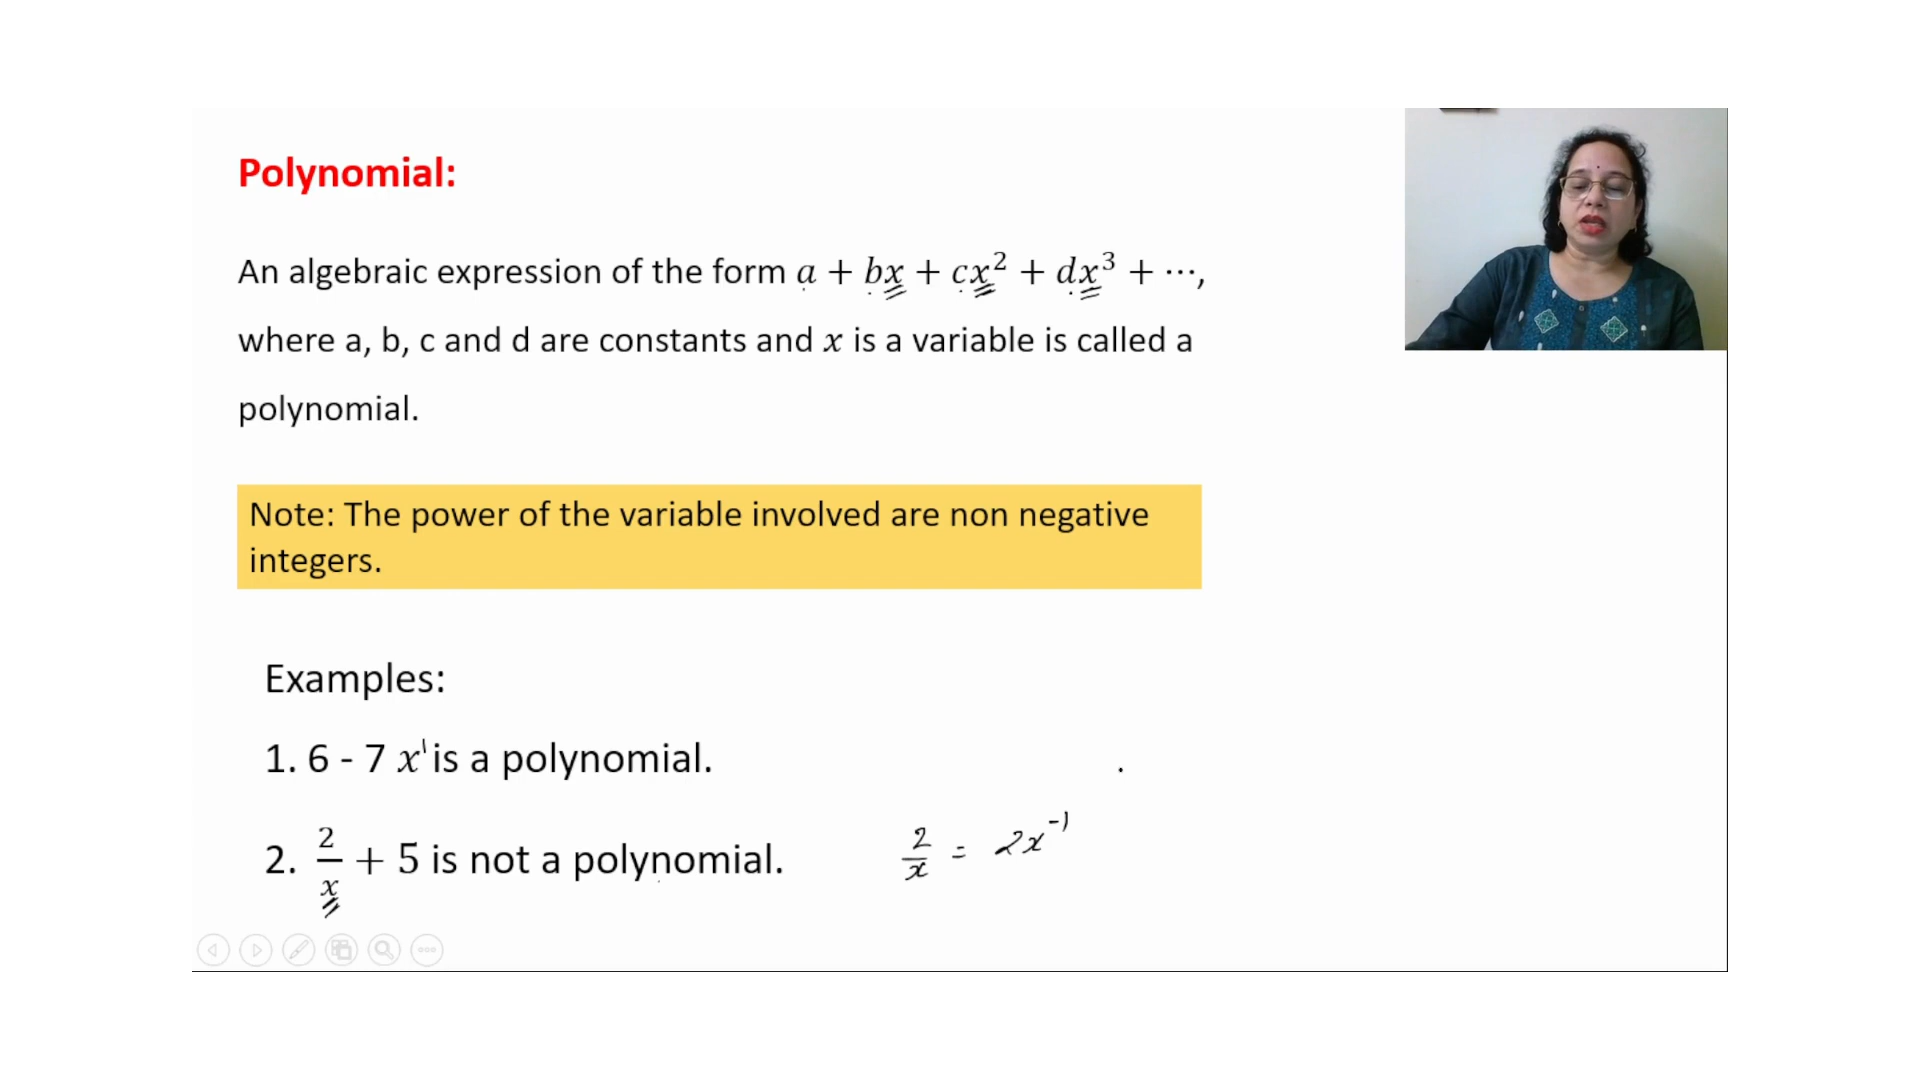 Polynomial:
An algebraic expression of the form a + bx + cx² + dx³ + ⋯,
where a, b, c and d are constants and x is a variable is called a
polynomial.
Note: The power of the variable involved are non negative
integers.
Examples:
1. 6 - 7 x¹ is a polynomial.
2. 2/x + 5 is not a polynomial.
2/x = 2x⁻¹